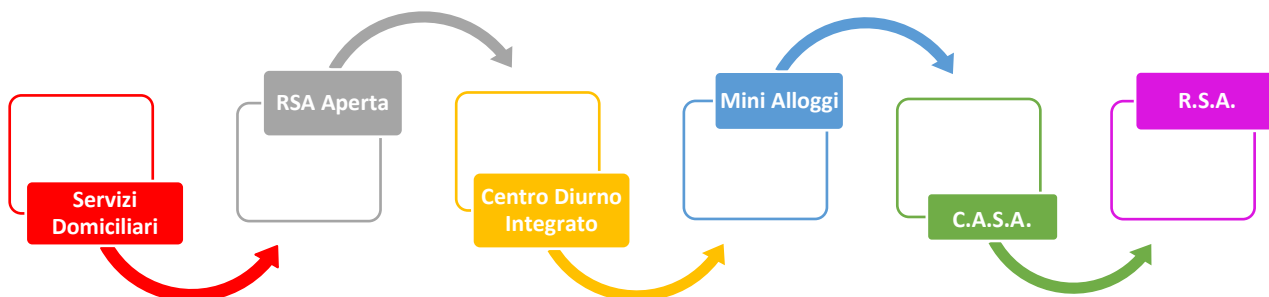 Servizi
Domiciliari
RSA Aperta
Centro Diurno
Integrato
Mini Alloggi
C.A.S.A.
R.S.A.